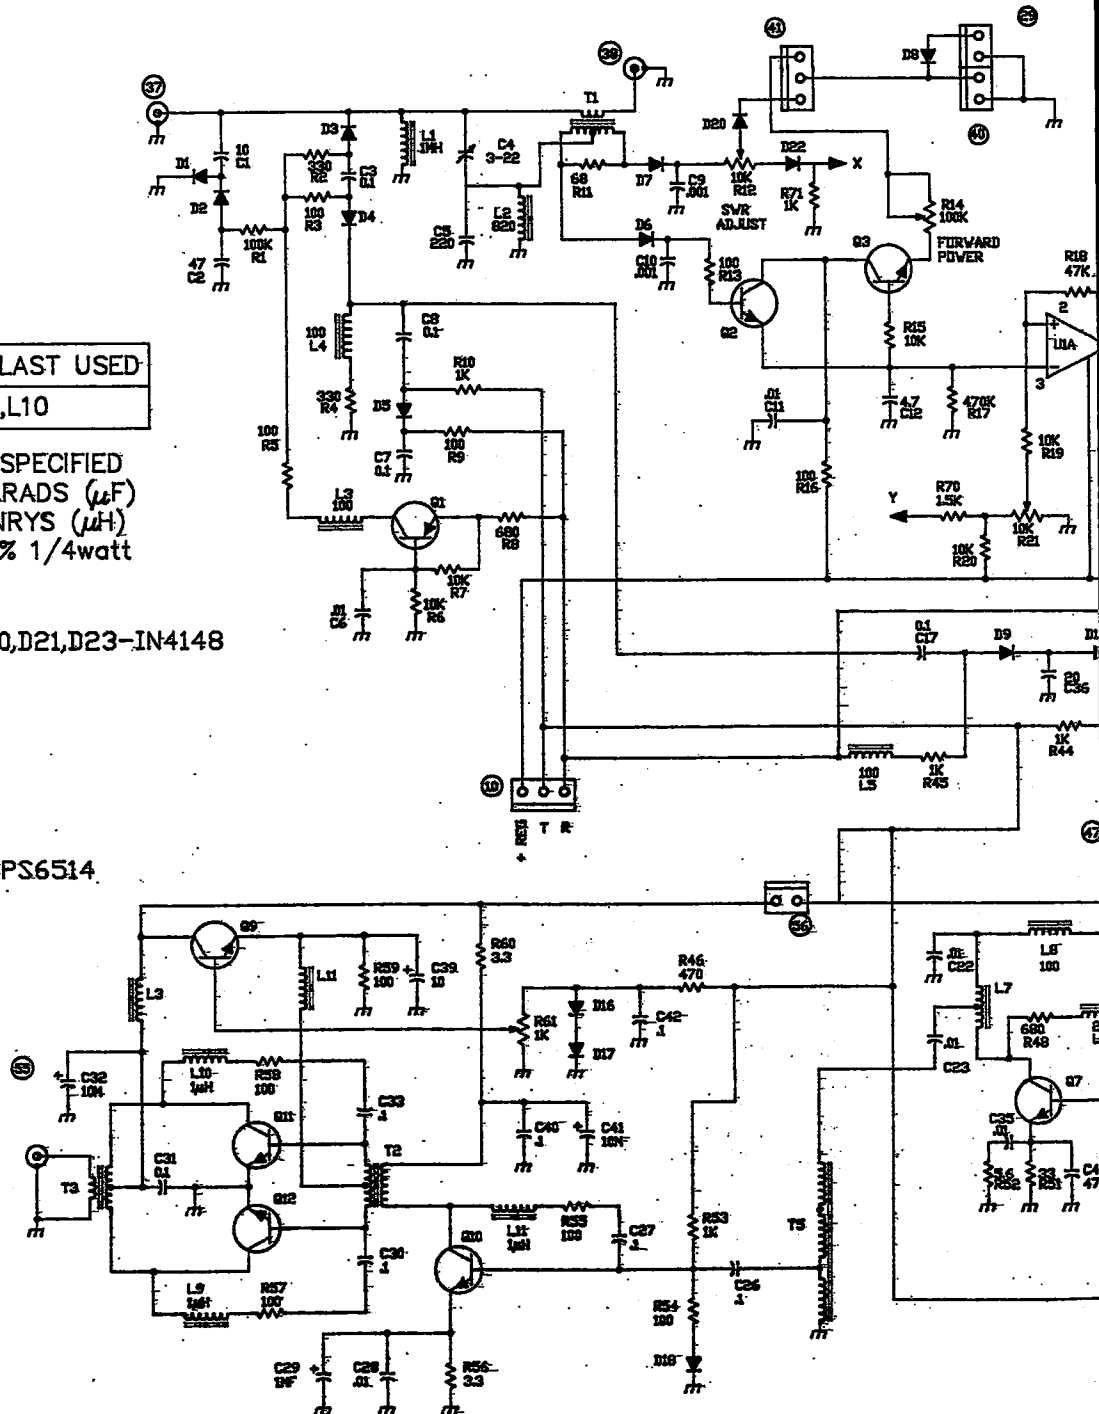 29
41
38
D8
37
T1
40
D3
L1
1MH
C4
3-22
D20
D22
X
10
C1
330
R2
C3
0.1
D1
D2
68
R11
D7
C9
.001
10K
R12
R71
1K
SWR
ADJUST
R14
100K
FORWARD
POWER
100
R3
D4
L2
820
C5
220
D6
C10
.001
100
R13
Q3
R18
47K
100K
R1
47
C2
Q2
R15
10K
2
U1A
3
100
L4
C8
0.1
R10
1K
LAST USED
,L10
330
R4
D5
.01
C11
4.7
C12
470K
R17
100
R5
C7
0.1
100
R9
10K
R19
SPECIFIED
ARADS (μF)
NRYS (μH)
% 1/4watt
100
R16
R70
1.5K
Y
L3
100
Q1
680
R8
10K
R20
10K
R21
10K
R7
10K
R6
.01
C6
0,D21,D23-IN4148
0.1
C17
D9
D1
20
C36
1K
R44
100
L5
1K
R45
10
+ REG
T
R
47
PS6514
56
Q9
R60
3.3
L3
L11
R59
100
C39
10
R46
470
.01
C22
L8
100
L7
R61
1K
D16
D17
C42
.1
.01
C23
680
R48
55
C32
10M
L10
1μH
R58
100
C33
.1
Q11
C40
.1
C41
10M
Q7
C35
.01
T3
C31
0.1
T2
Q12
5.6
R52
33
R51
C4
47
L11
1μH
R55
100
C27
.1
R53
1K
T5
Q10
C30
.1
C26
.1
L9
1μH
R57
100
R54
100
D18
C29
C28
.01
R56
3.3